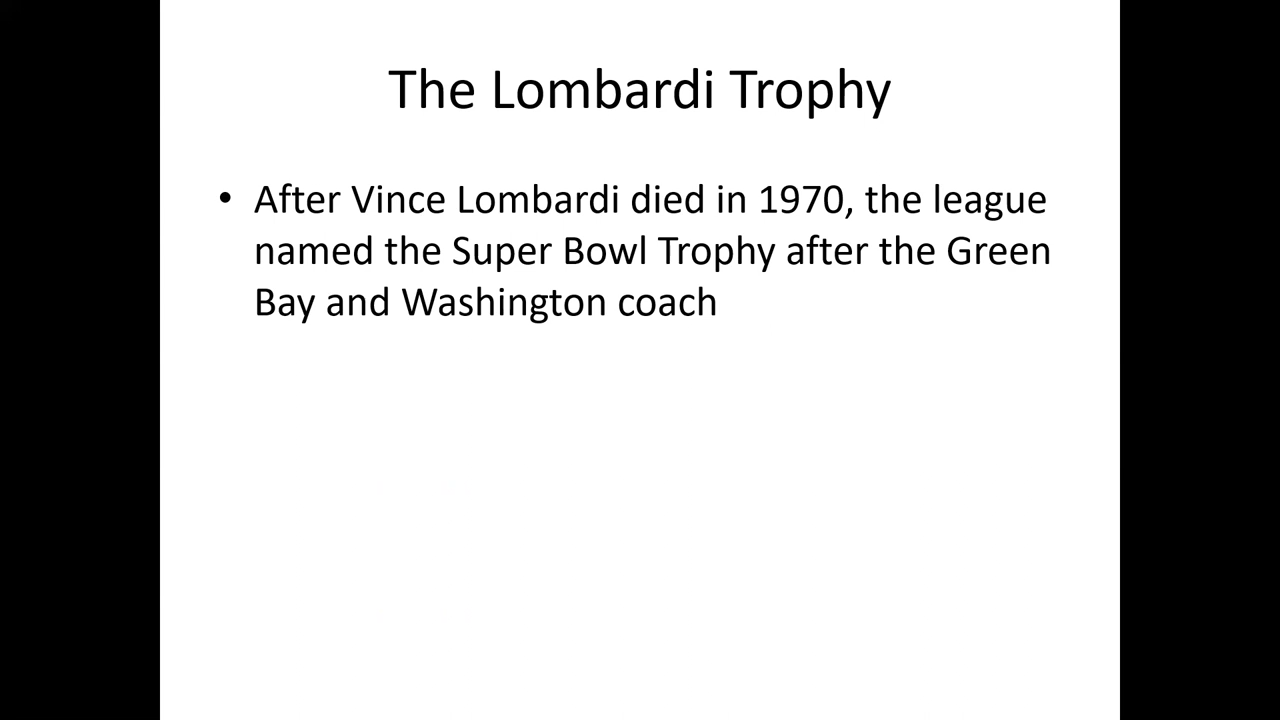 The Lombardi Trophy
• After Vince Lombardi died in 1970, the league
named the Super Bowl Trophy after the Green
Bay and Washington coach